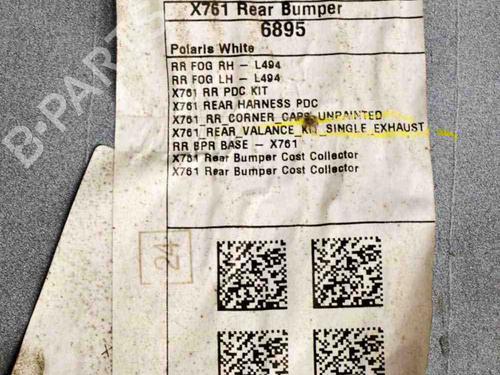 X761 Rear Bumper
6895
Polaris White
RR FOG RH - L494
RR FOG LH - L494
X761 RR PDC KIT
X761 REAR HARNESS PDC
X761_RR_CORNER_CAPS_UNPAINTED
X761_REAR_VALANCE_KIT_SINGLE_EXHAUST
RR BPR BASE - X761
X761 Rear Bumper Cost Collector
X761 Rear Bumper Cost Collector
24
B-PARTS